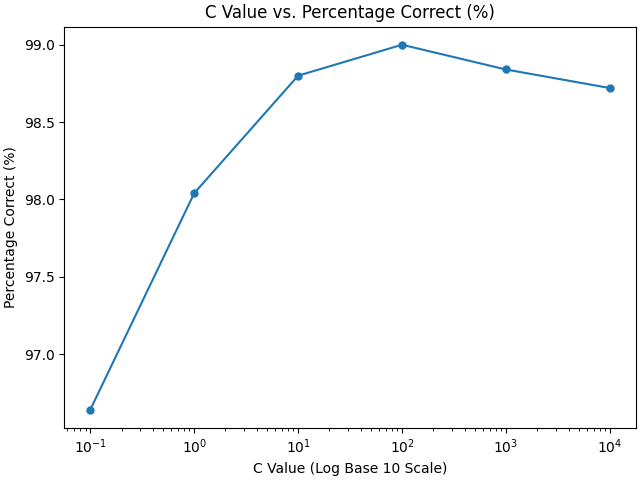 C Value vs. Percentage Correct (%)
99.0
98.5
98.0
97.5
97.0
Percentage Correct (%)
10⁻¹ 10⁰ 10¹ 10² 10³ 10⁴
C Value (Log Base 10 Scale)